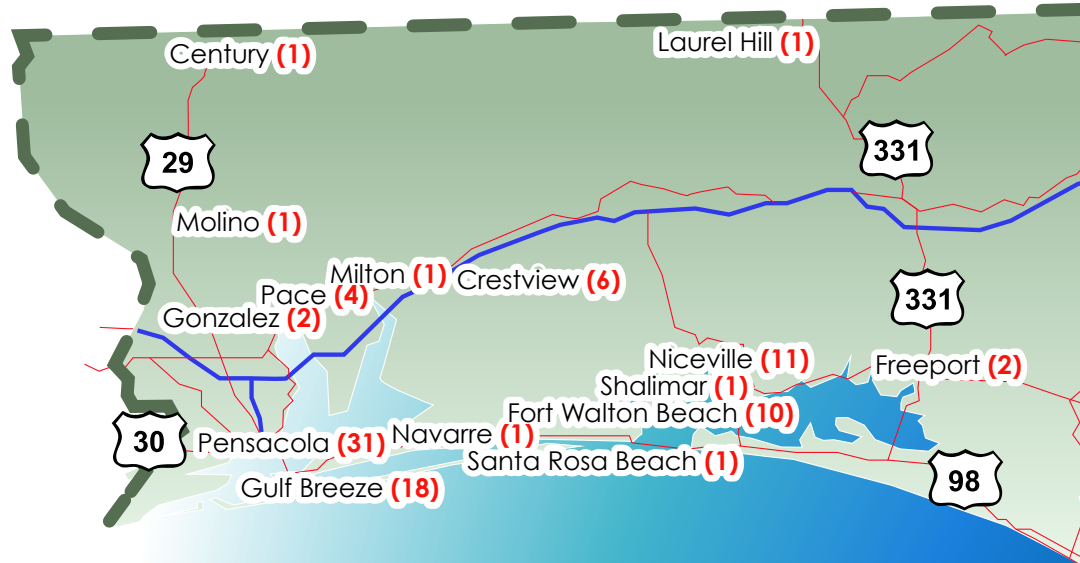 Century (1)
Laurel Hill (1)
29
331
Molino (1)
Milton (1)
Crestview (6)
Pace (4)
331
Gonzalez (2)
Niceville (11)
Freeport (2)
Shalimar (1)
Fort Walton Beach (10)
30
Pensacola (31)
Navarre (1)
Santa Rosa Beach (1)
98
Gulf Breeze (18)